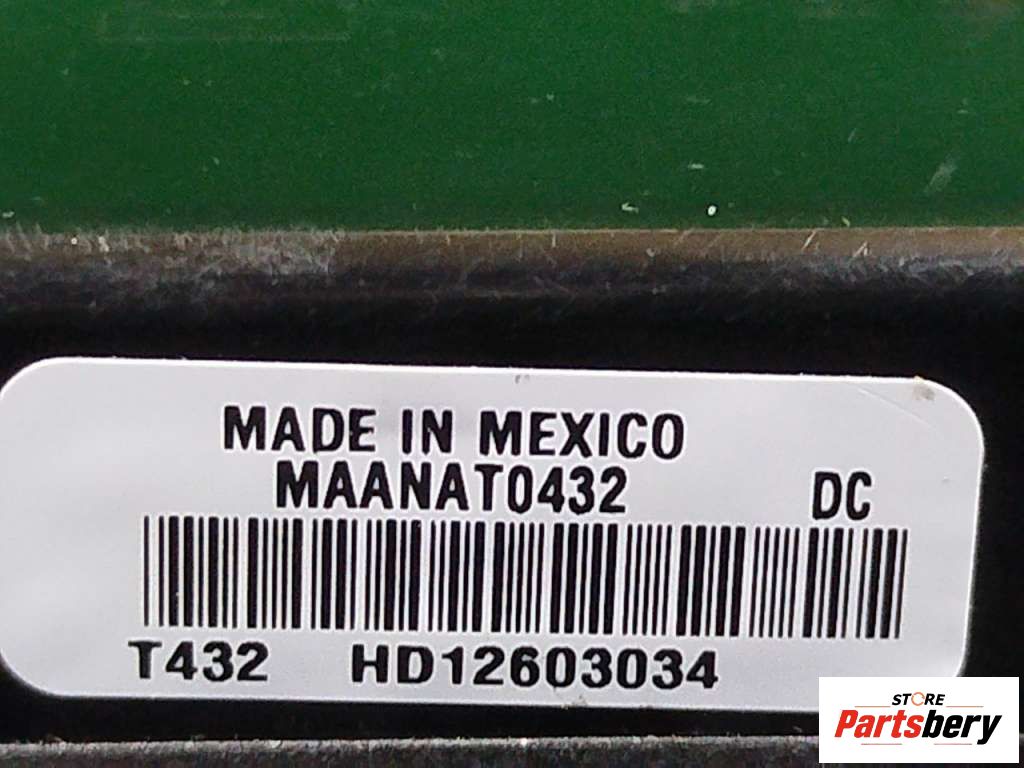 MADE IN MEXICO
MAANAT0432 DC
T432 HD12603034
STORE
Partsbery